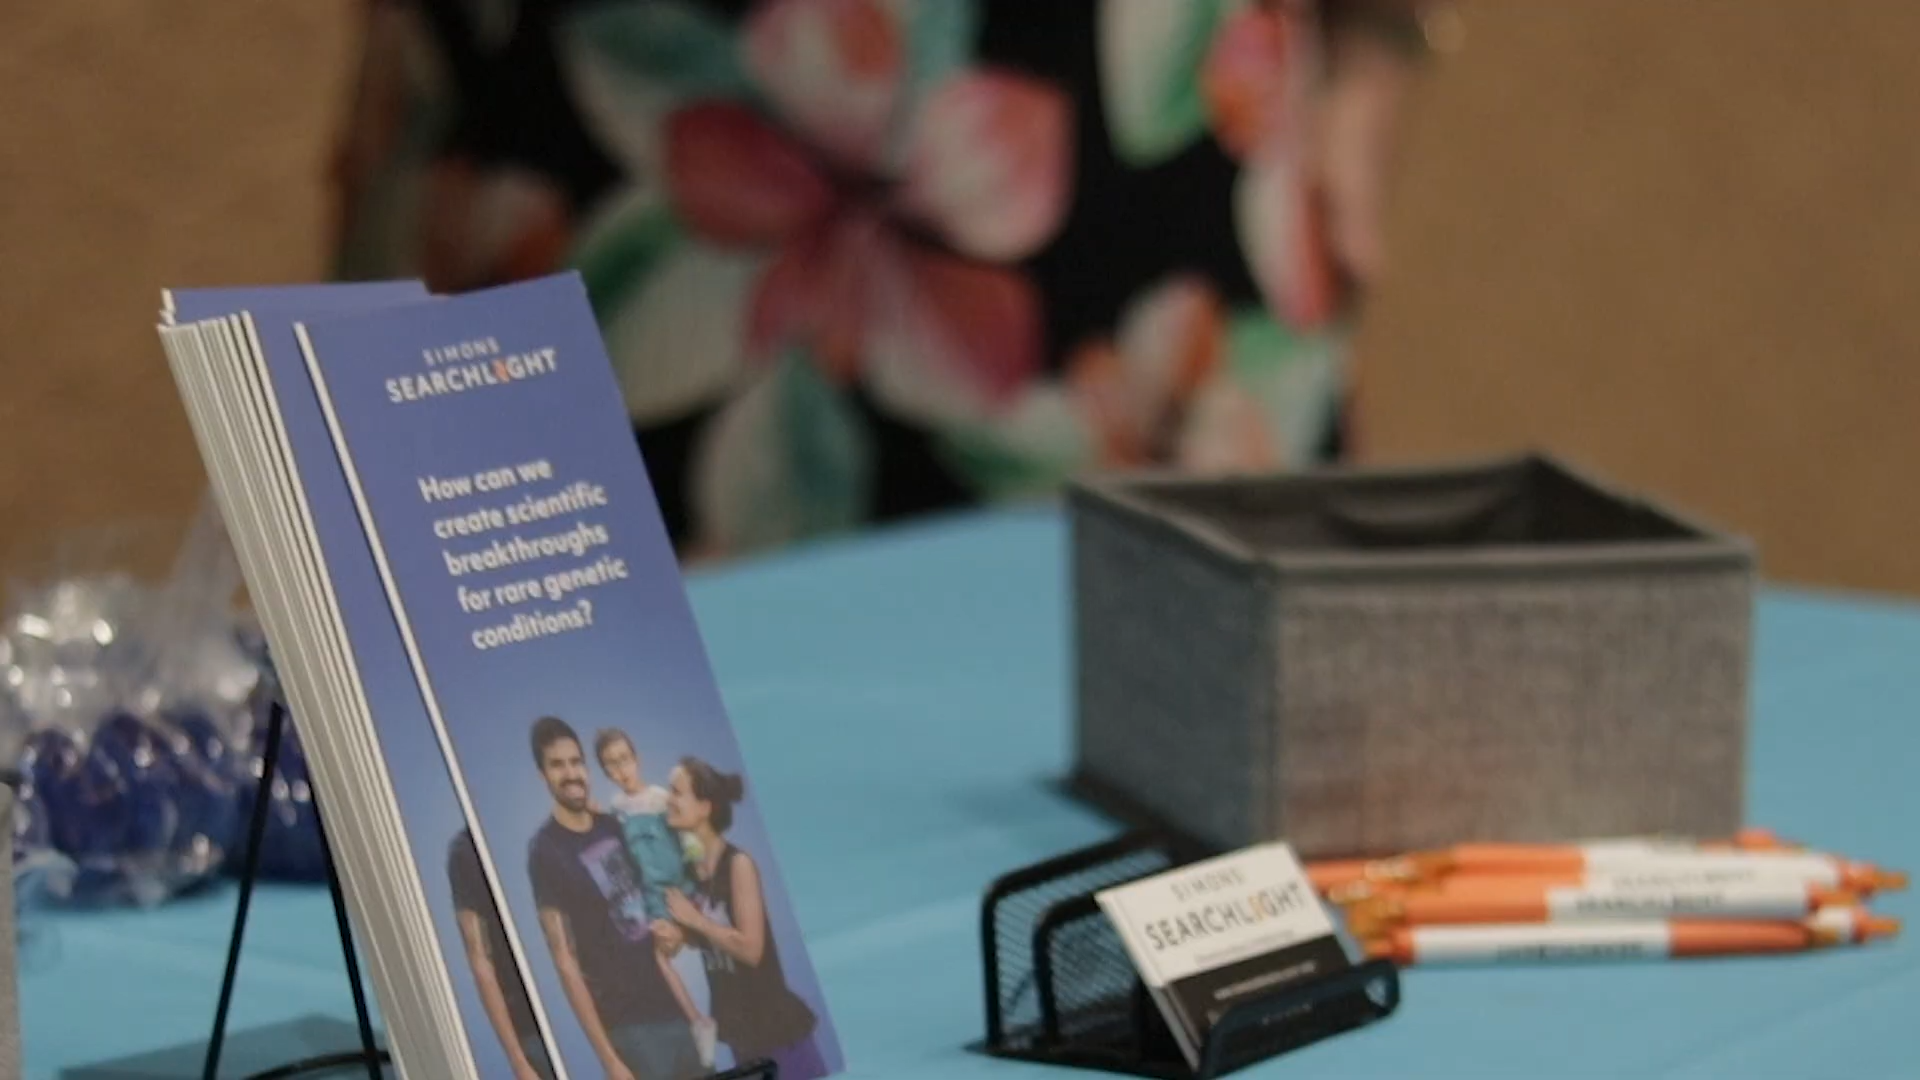 SIMONS
SEARCHLIGHT
How can we
create scientific
breakthroughs
for rare genetic
conditions?
SIMONS
SEARCHLIGHT